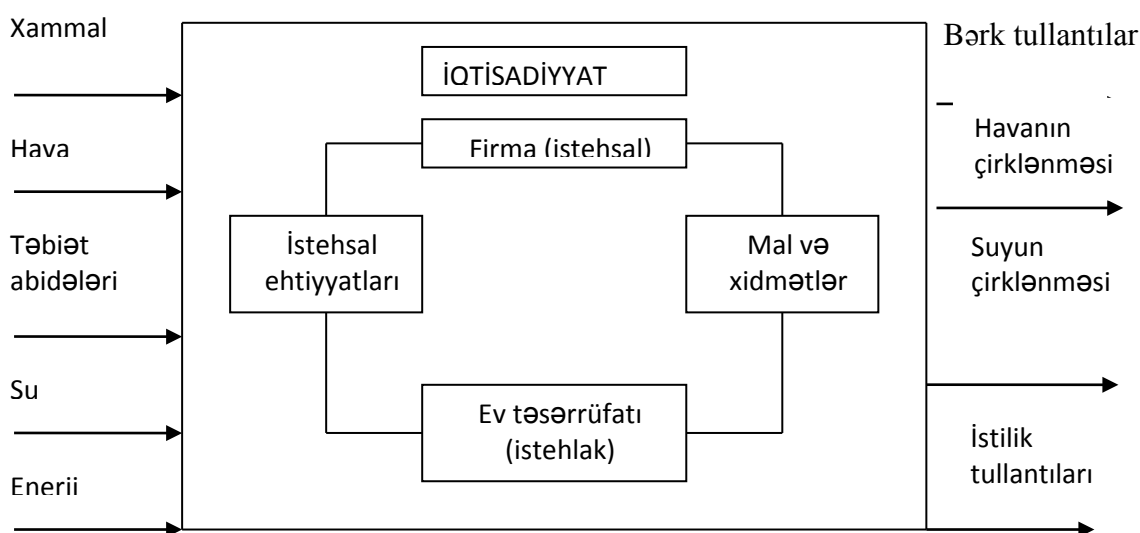 Xammal
Hava
Təbiət
abidələri
Su
Enerji
İQTİSADİYYAT
Firma (istehsal)
İstehsal
ehtiyyatları
Mal və
xidmətlər
Ev təsərrüfatı
(istehlak)
Bərk tullantılar
Havanın
çirklənməsi
Suyun
çirklənməsi
İstilik
tullantıları